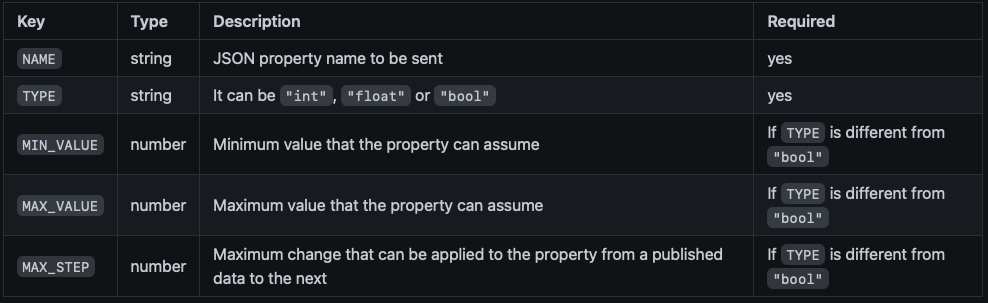 Key Type Description Required
NAME string JSON property name to be sent yes
TYPE string It can be "int", "float" or "bool" yes
MIN_VALUE number Minimum value that the property can assume If TYPE is different from
"bool"
MAX_VALUE number Maximum value that the property can assume If TYPE is different from
"bool"
MAX_STEP number Maximum change that can be applied to the property from a published
data to the next If TYPE is different from
"bool"